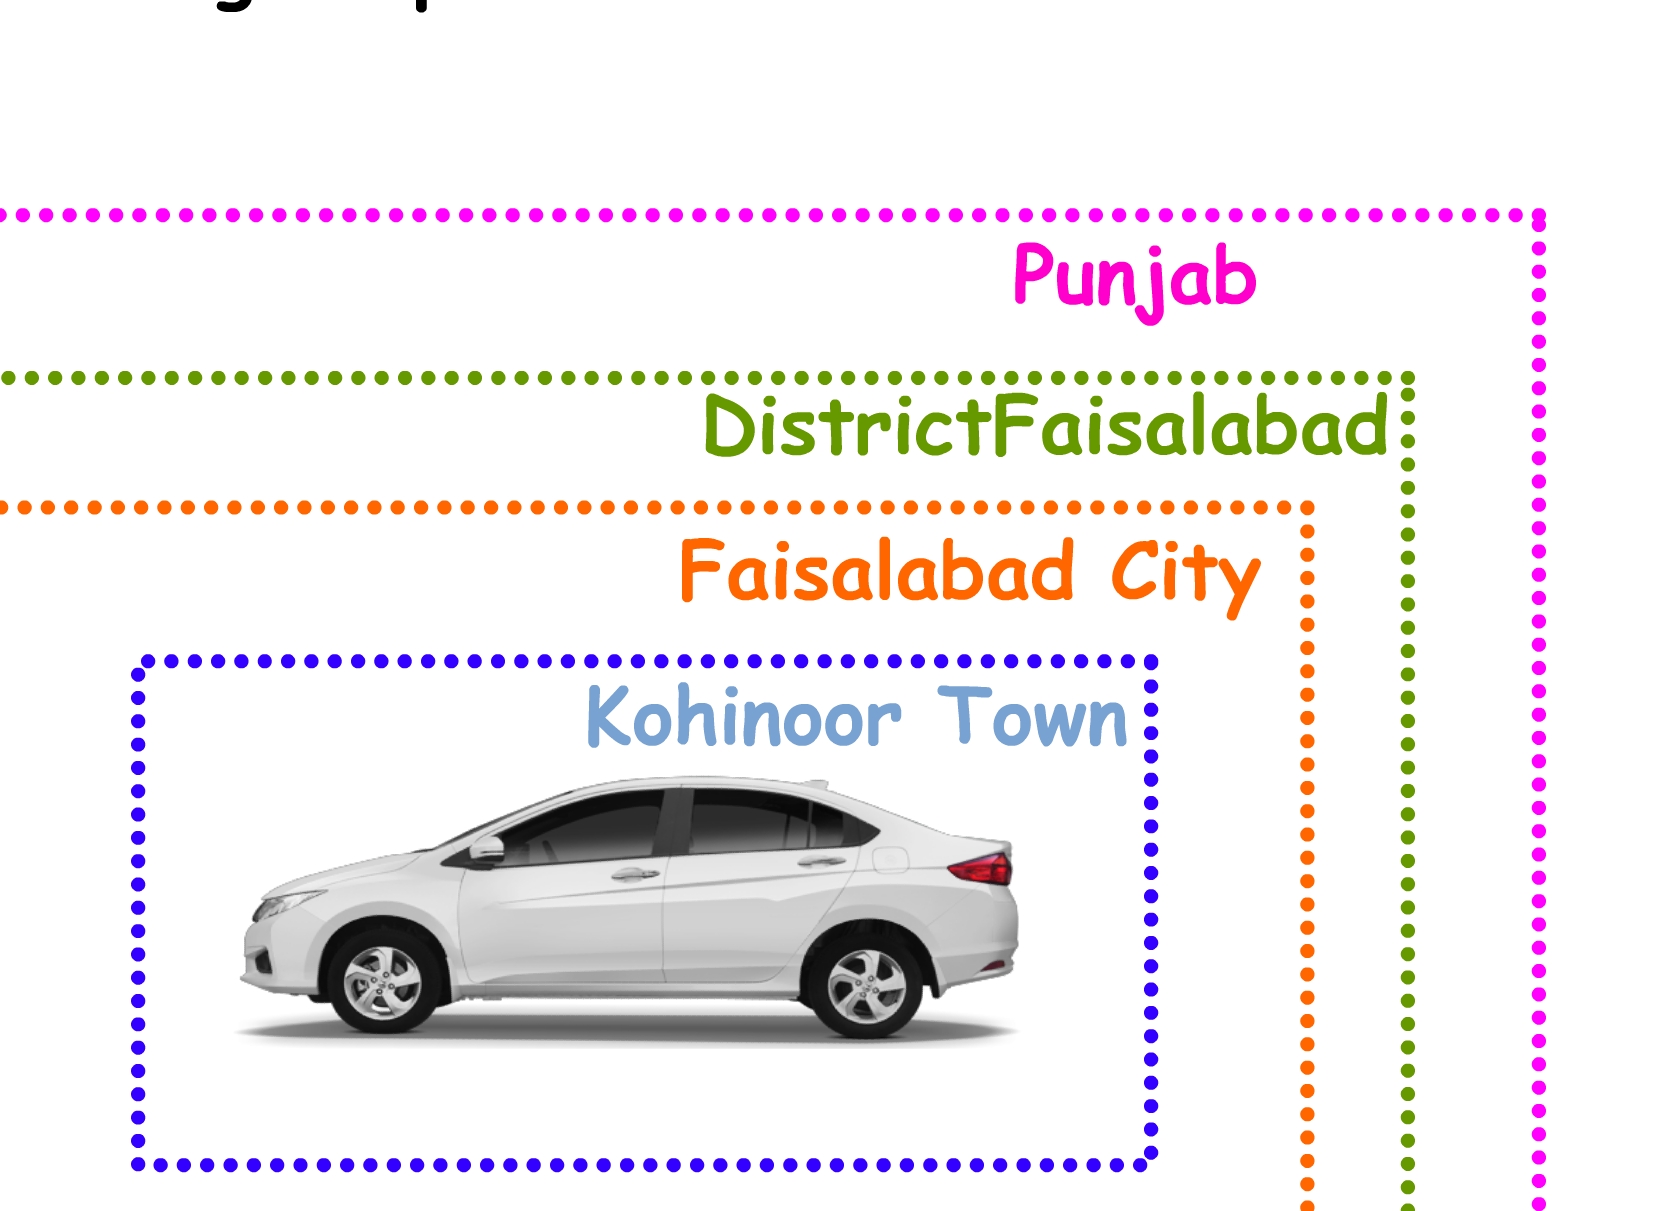 Punjab
DistrictFaisalabad
Faisalabad City
Kohinoor Town